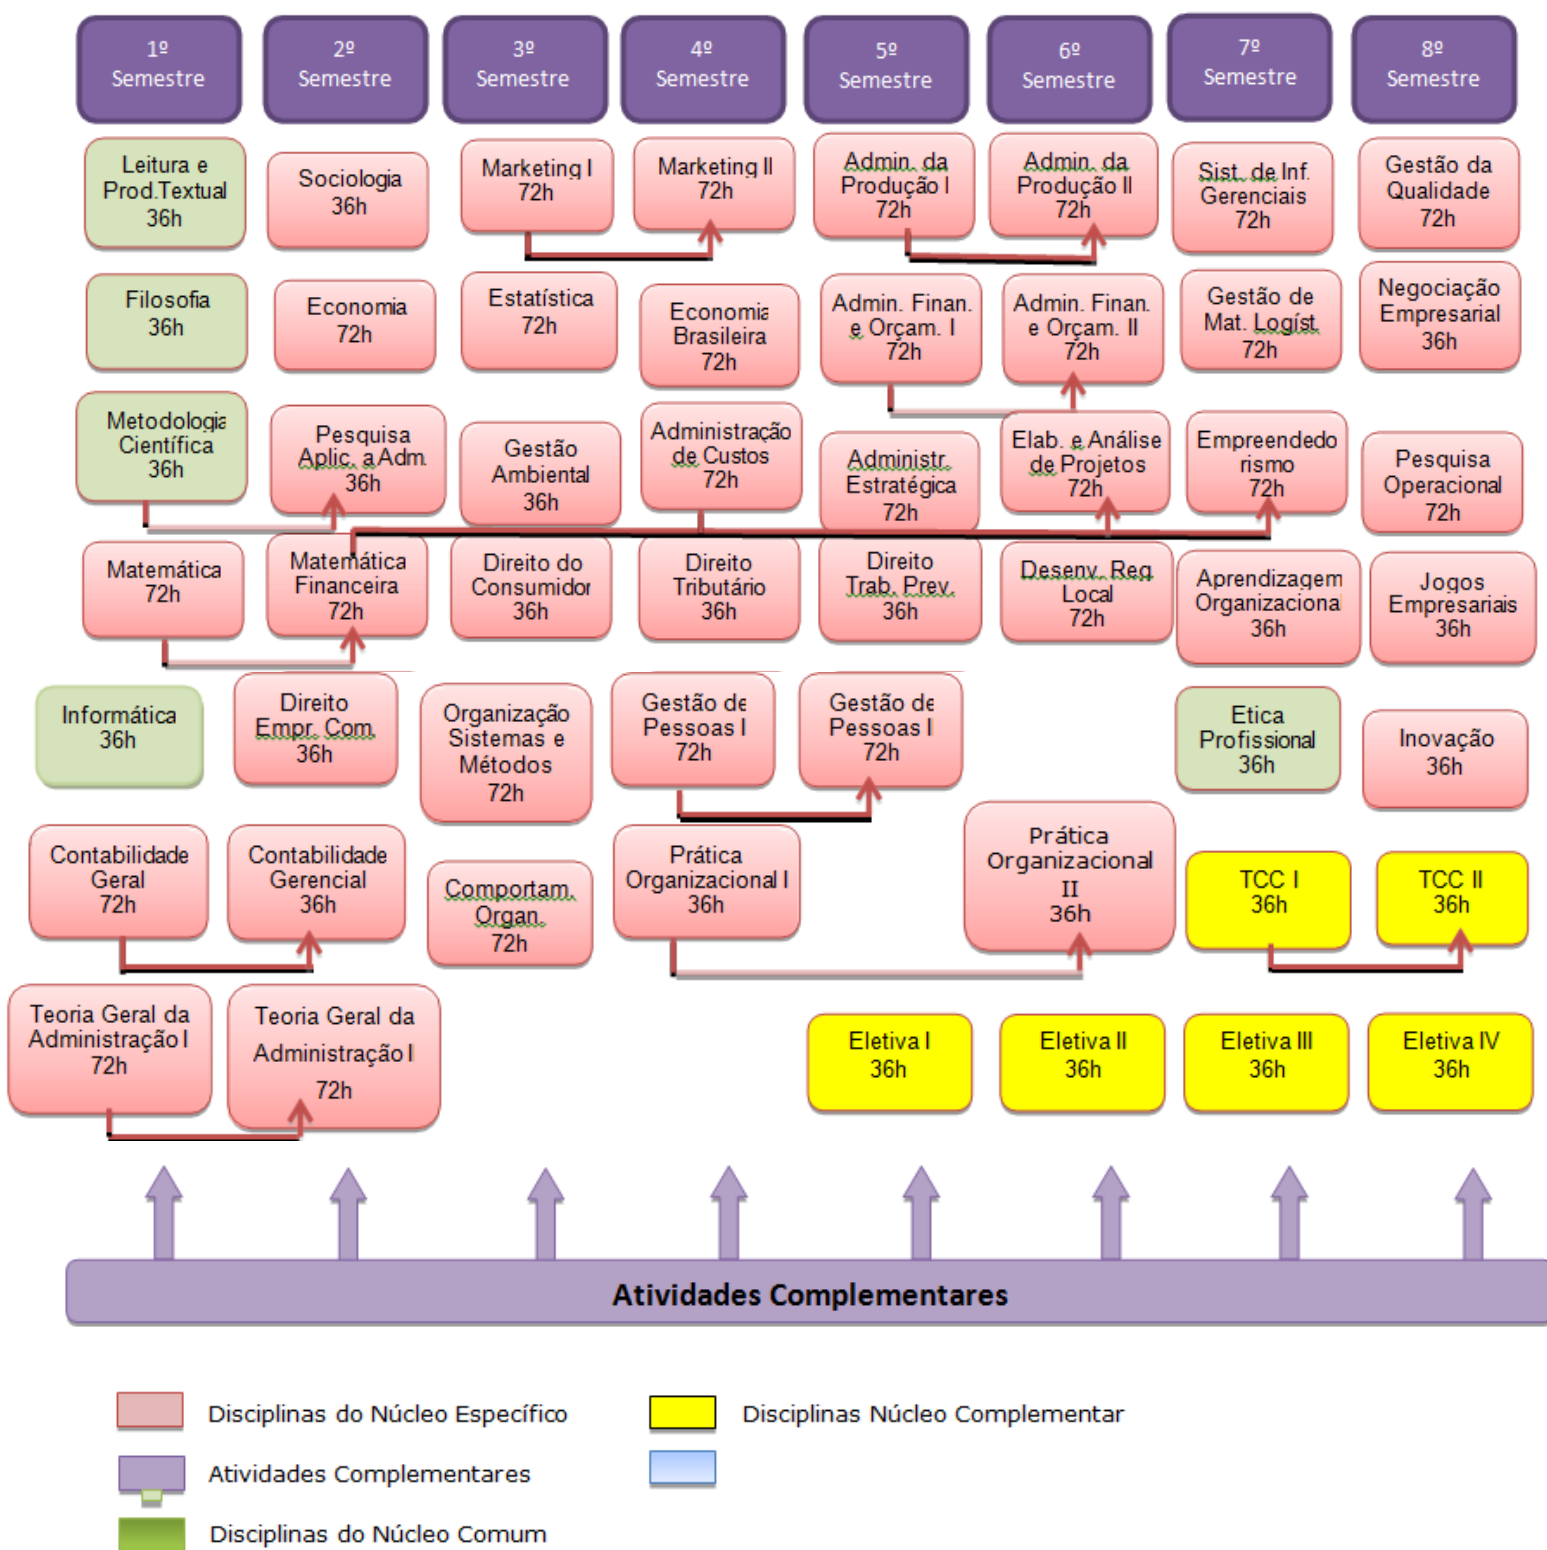 1º
Semestre
2º
Semestre
3º
Semestre
4º
Semestre
5º
Semestre
6º
Semestre
7º
Semestre
8º
Semestre
Leitura e
Prod.Textual
36h
Sociologia
36h
Marketing I
72h
Marketing II
72h
Admin. da
Produção I
72h
Admin. da
Produção II
72h
Sist. de Inf.
Gerenciais
72h
Gestão da
Qualidade
72h
Filosofia
36h
Economia
72h
Estatística
72h
Economia
Brasileira
72h
Admin. Finan.
e Orçam. I
72h
Admin. Finan.
e Orçam. II
72h
Gestão de
Mat. Logíst.
72h
Negociação
Empresarial
36h
Metodologia
Científica
36h
Pesquisa
Aplic. a Adm.
36h
Gestão
Ambiental
36h
Administração
de Custos
72h
Administr.
Estratégica
72h
Elab. e Análise
de Projetos
72h
Empreendedo
rismo
72h
Pesquisa
Operacional
72h
Matemática
72h
Matemática
Financeira
72h
Direito do
Consumidor
36h
Direito
Tributário
36h
Direito
Trab. Prev.
36h
Desenv. Reg
Local
72h
Aprendizagem
Organizacional
36h
Jogos
Empresariais
36h
Informática
36h
Direito
Empr. Com.
36h
Organização
Sistemas e
Métodos
72h
Gestão de
Pessoas I
72h
Gestão de
Pessoas I
72h
Etica
Profissional
36h
Inovação
36h
Contabilidade
Geral
72h
Contabilidade
Gerencial
36h
Comportam.
Organ.
72h
Prática
Organizacional I
36h
Prática
Organizacional
II
36h
TCC I
36h
TCC II
36h
Teoria Geral da
Administração I
72h
Teoria Geral da
Administração I
72h
Eletiva I
36h
Eletiva II
36h
Eletiva III
36h
Eletiva IV
36h
Atividades Complementares
Disciplinas do Núcleo Específico
Disciplinas Núcleo Complementar
Atividades Complementares
Disciplinas do Núcleo Comum